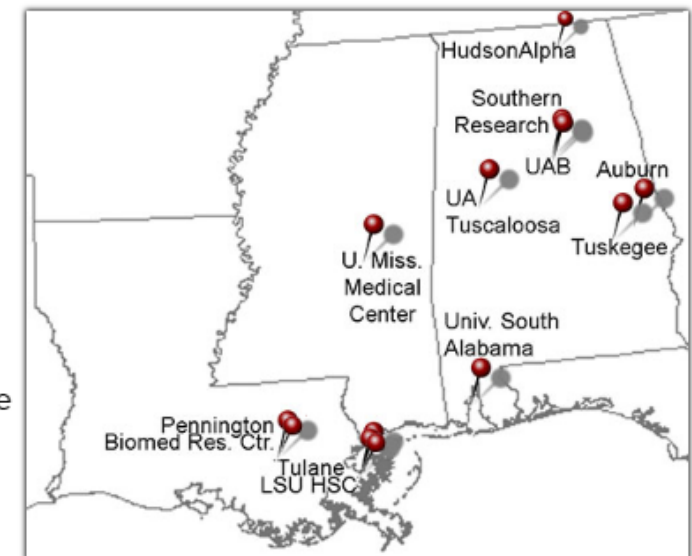 HudsonAlpha
Southern
Research
UAB
Auburn
UA
Tuscaloosa
Tuskegee
U. Miss.
Medical
Center
Univ. South
Alabama
e
Pennington
Biomed Res. Ctr.
Tulane
LSU HSC